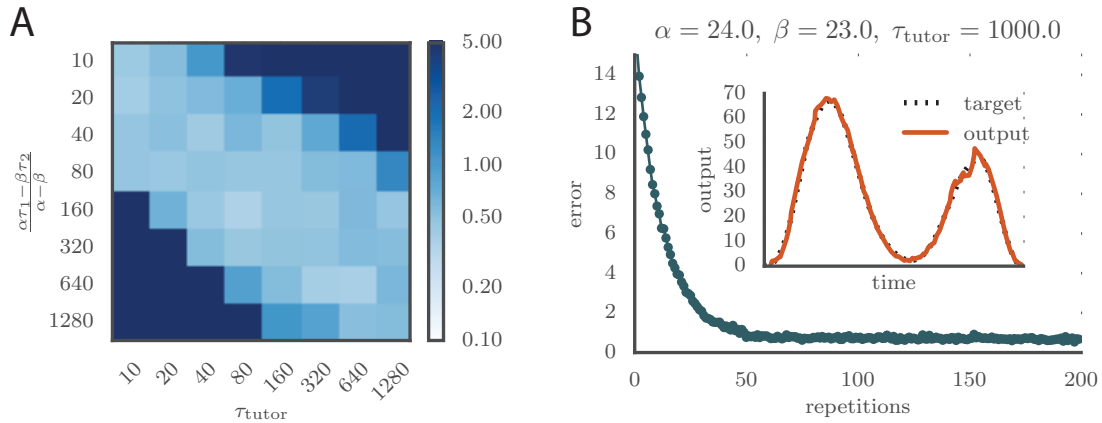 A
10
20
40
80
160
320
640
1280
ατ₁−βτ₂
α−β
10 20 40 80 160 320 640 1280
τtutor
5.00
2.00
1.00
0.50
0.20
0.10
B
α = 24.0, β = 23.0, τtutor = 1000.0
14
12
10
8
6
4
2
0
error
0 50 100 150 200
repetitions
70
60
50
40
30
20
10
0
output
time
target
output